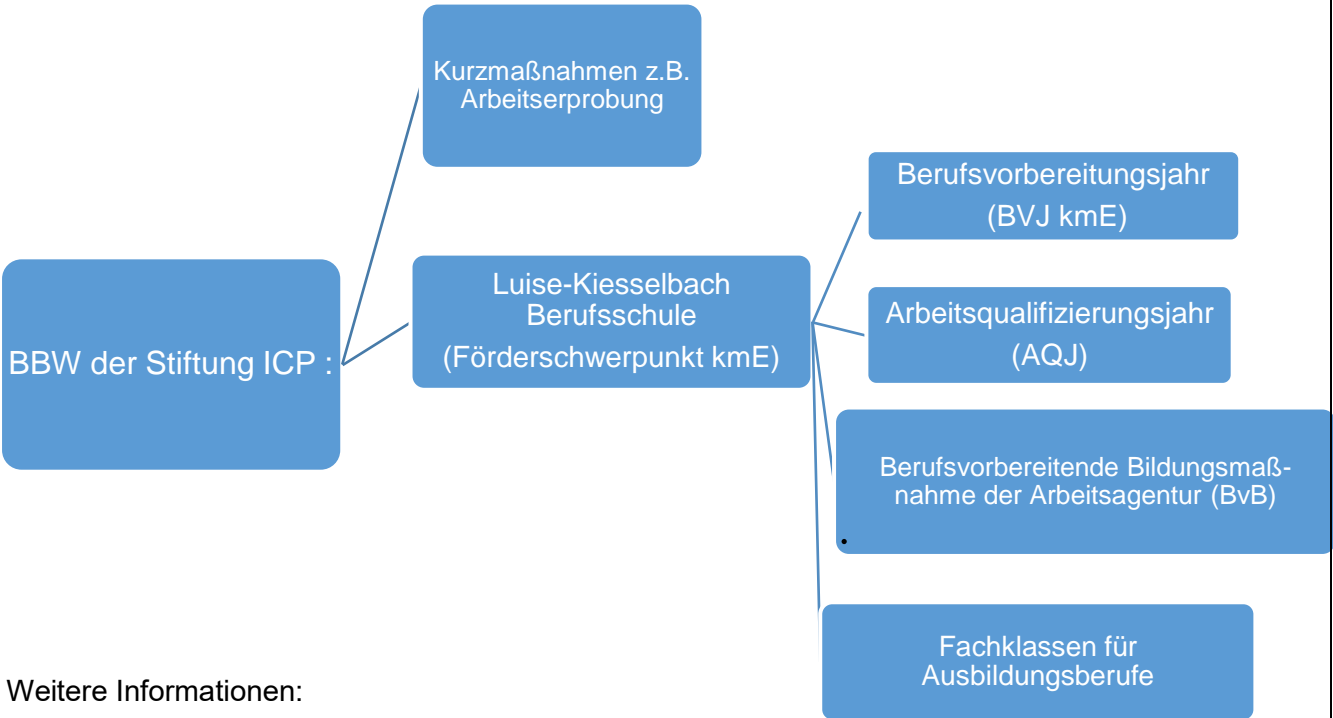 Kurzmaßnahmen z.B.
Arbeitserprobung
BBW der Stiftung ICP :
Luise-Kiesselbach
Berufsschule
(Förderschwerpunkt kmE)
Berufsvorbereitungsjahr
(BVJ kmE)
Arbeitsqualifizierungsjahr
(AQJ)
Berufsvorbereitende Bildungsmaß-
nahme der Arbeitsagentur (BvB)
Fachklassen für
Ausbildungsberufe
Weitere Informationen: